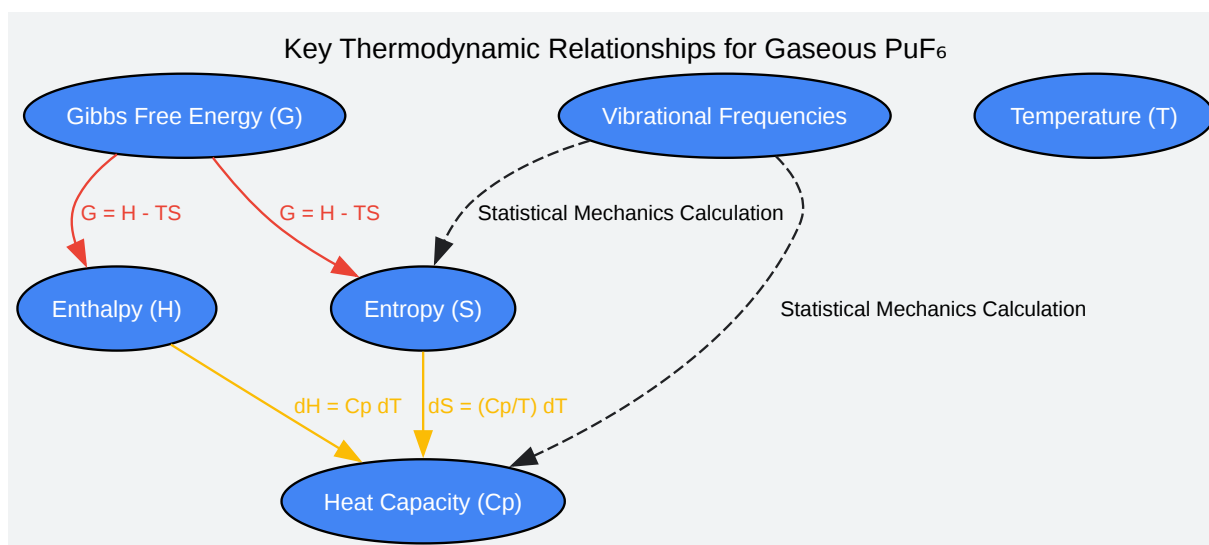 Key Thermodynamic Relationships for Gaseous PuF₆
Gibbs Free Energy (G)
Vibrational Frequencies
Temperature (T)
G = H - TS
G = H - TS
Statistical Mechanics Calculation
Enthalpy (H)
Entropy (S)
Statistical Mechanics Calculation
dH = Cp dT
dS = (Cp/T) dT
Heat Capacity (Cp)